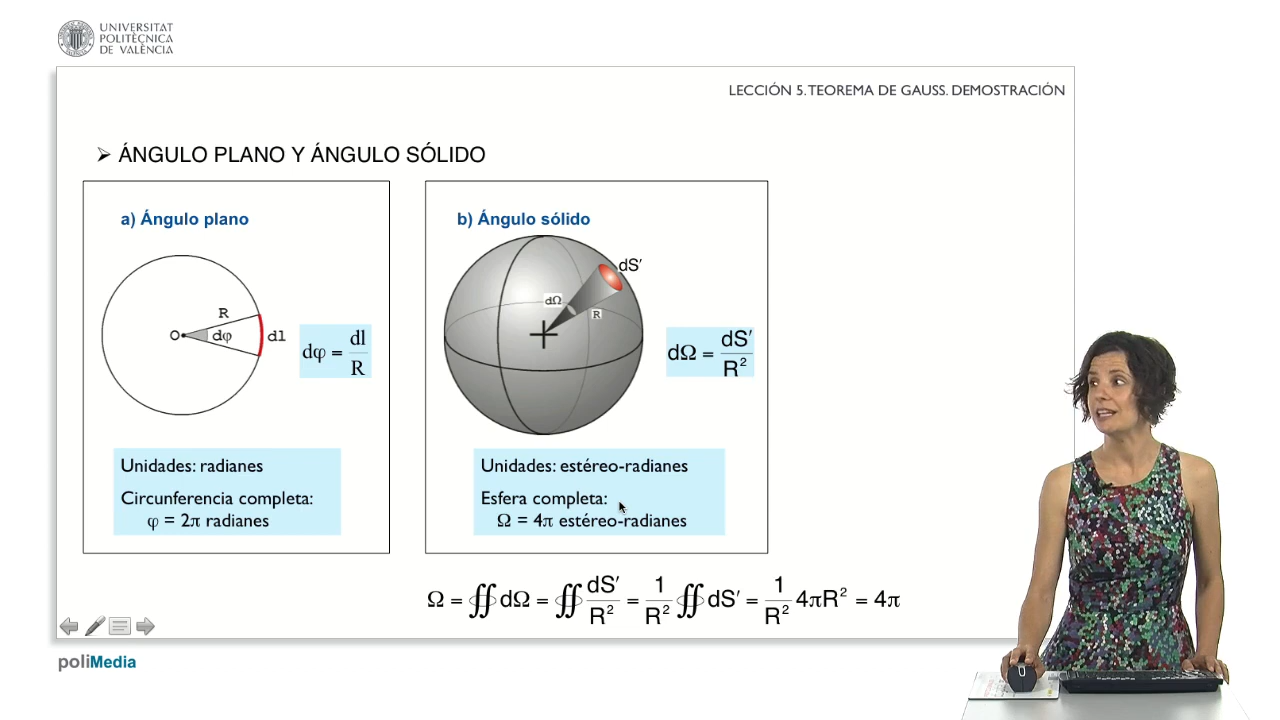 UNIVERSITAT
POLITÈCNICA
DE VALÈNCIA
LECCIÓN 5. TEOREMA DE GAUSS. DEMOSTRACIÓN
➤ ÁNGULO PLANO Y ÁNGULO SÓLIDO
a) Ángulo plano
R
O
dφ
dl
dφ = dl/R
Unidades: radianes
Circunferencia completa:
φ = 2π radianes
b) Ángulo sólido
dS′
dΩ
R
dΩ = dS′/R²
Unidades: estéreo-radianes
Esfera completa:
Ω = 4π estéreo-radianes
Ω = ∯ dΩ = ∯ dS′/R² = 1/R² ∯ dS′ = 1/R² 4πR² = 4π
poliMedia